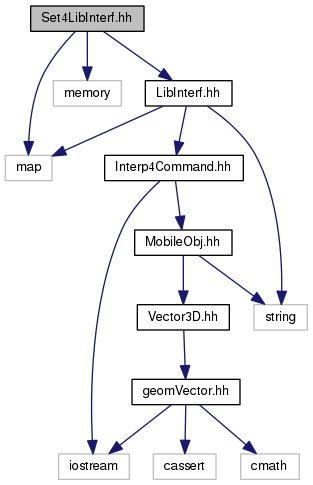 Set4LibInterf.hh
memory
LibInterf.hh
map
Interp4Command.hh
MobileObj.hh
Vector3D.hh
string
geomVector.hh
iostream
cassert
cmath